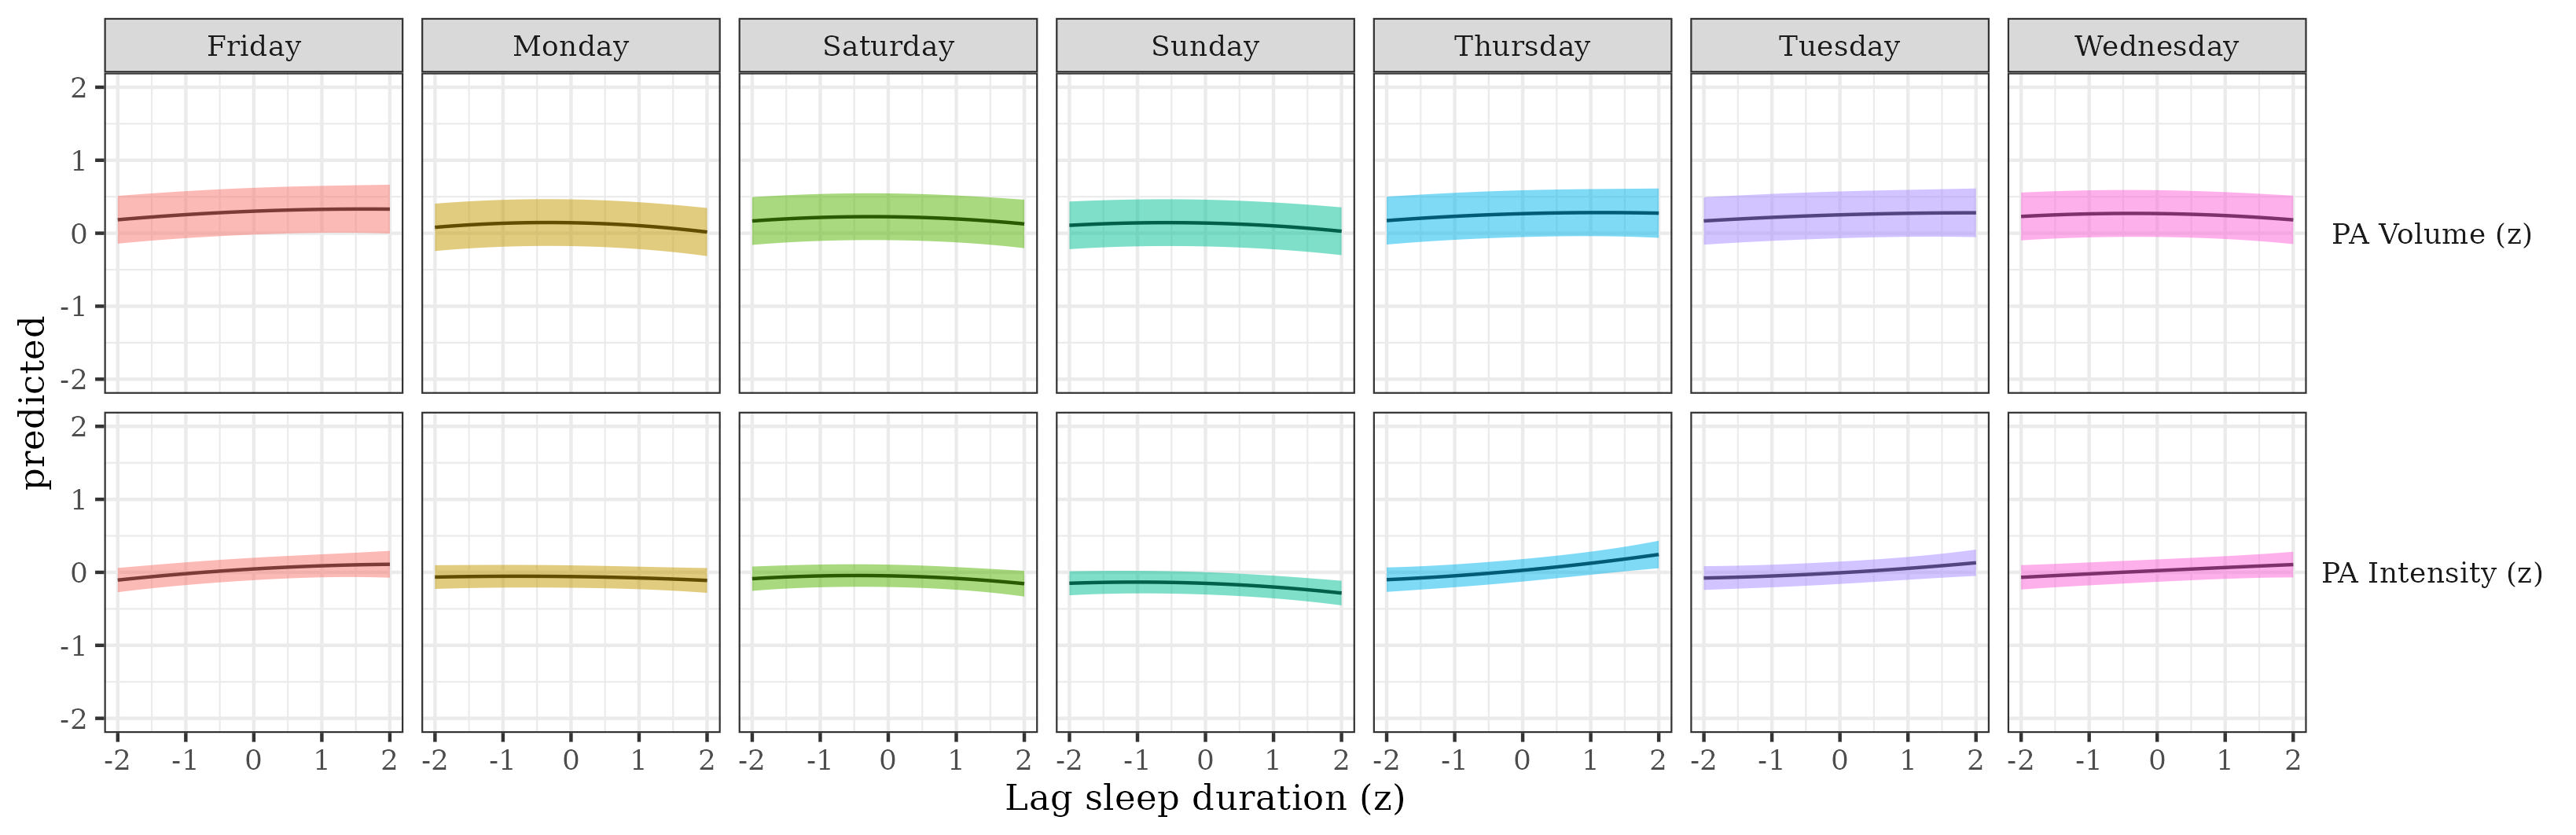 Friday Monday Saturday Sunday Thursday Tuesday Wednesday
2
1
0
-1
-2
PA Volume (z)
predicted
2
1
0
-1
-2
PA Intensity (z)
-2 -1 0 1 2 -2 -1 0 1 2 -2 -1 0 1 2 -2 -1 0 1 2 -2 -1 0 1 2 -2 -1 0 1 2 -2 -1 0 1 2
Lag sleep duration (z)